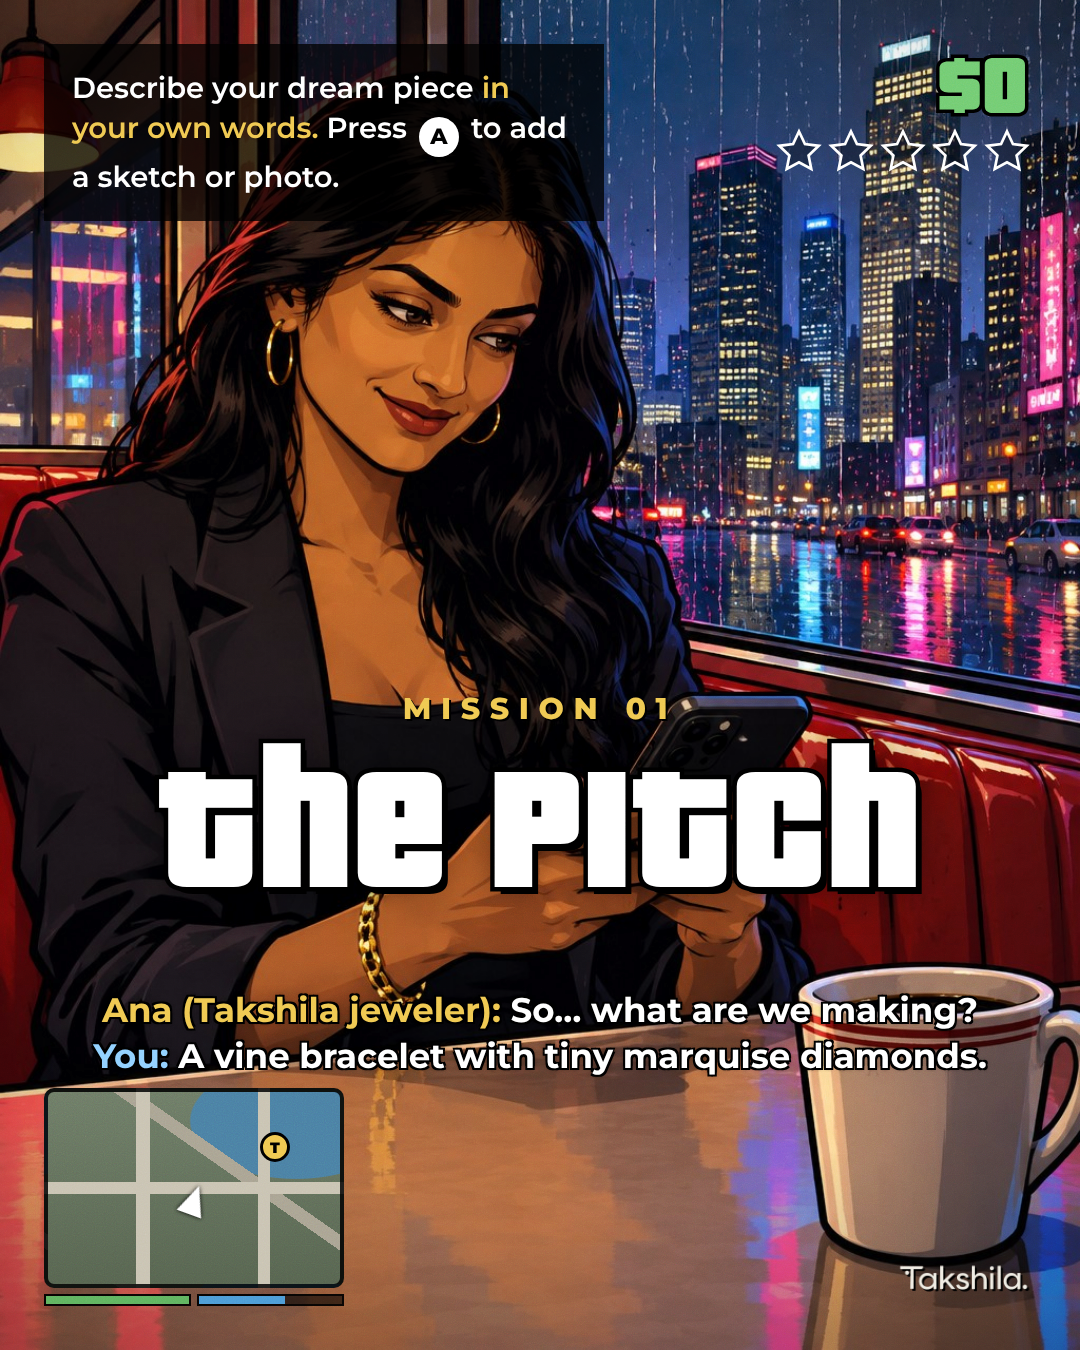 Describe your dream piece in
your own words. Press A to add
a sketch or photo.
$0
MISSION 01
the PItch
Ana (Takshila jeweler): So... what are we making?
You: A vine bracelet with tiny marquise diamonds.
T
Takshila.